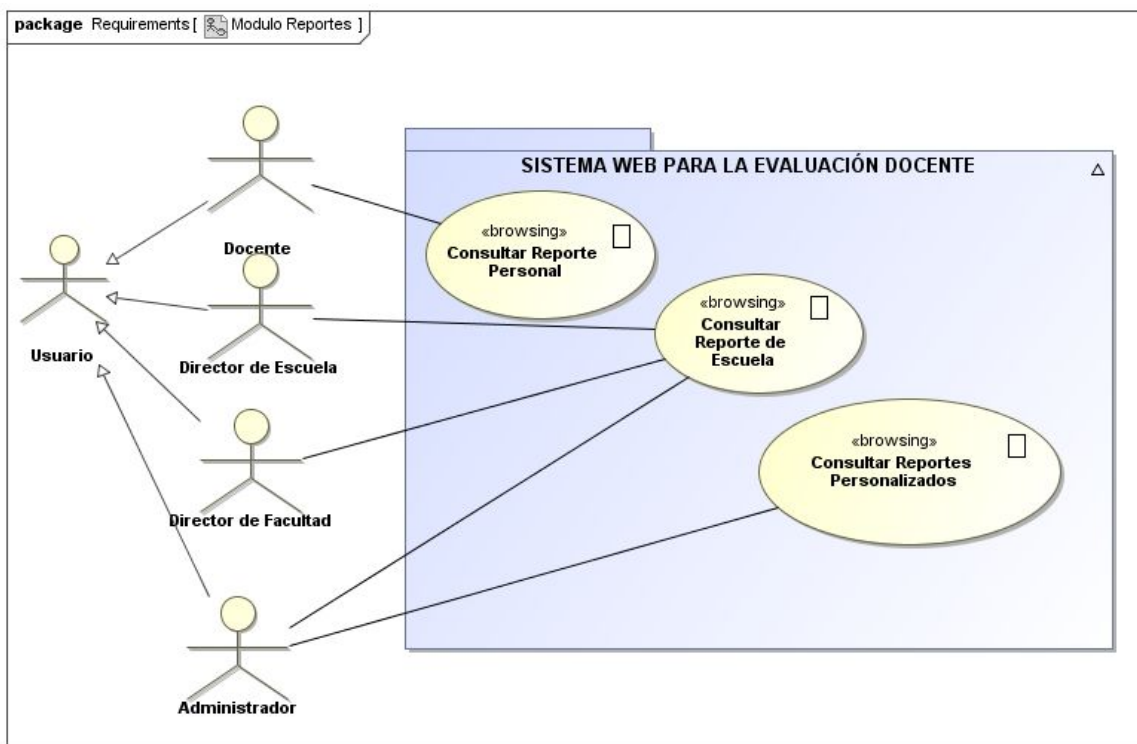 package Requirements [ Modulo Reportes ]
SISTEMA WEB PARA LA EVALUACIÓN DOCENTE
«browsing»
Consultar Reporte
Personal
Docente
«browsing»
Consultar
Reporte de
Escuela
Usuario
Director de Escuela
«browsing»
Consultar Reportes
Personalizados
Director de Facultad
Administrador